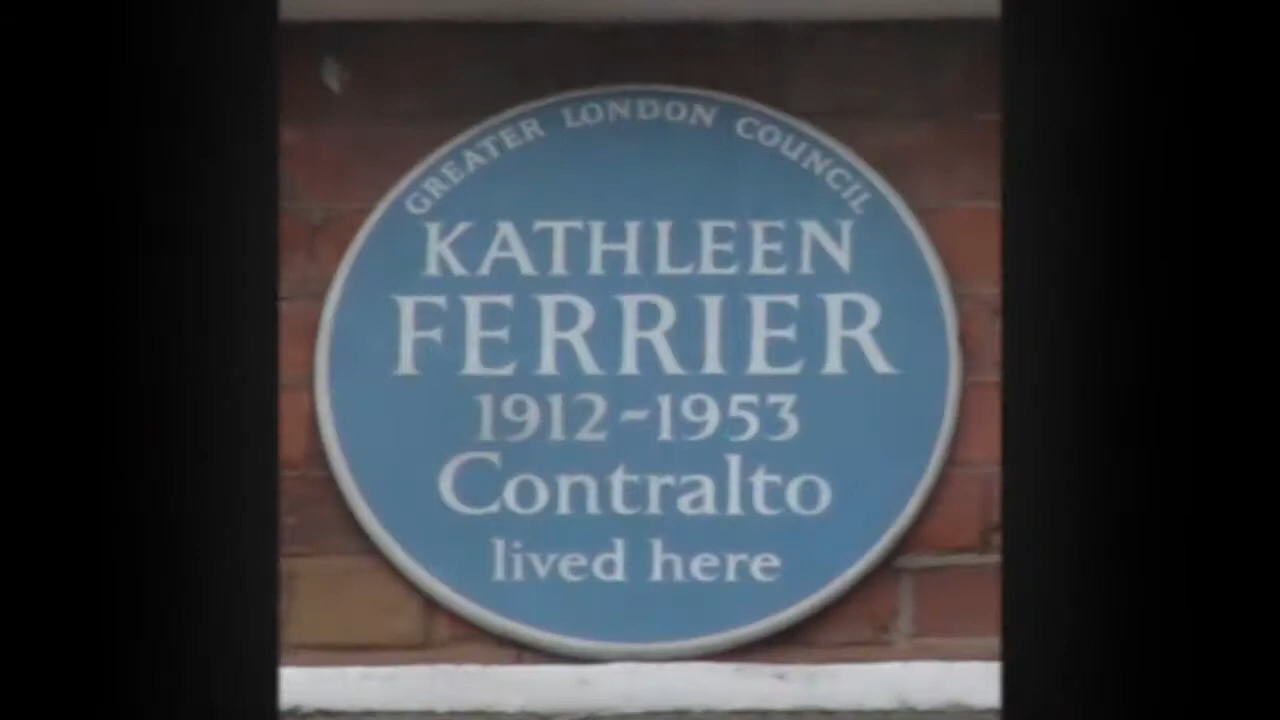 GREATER LONDON COUNCIL
KATHLEEN
FERRIER
1912-1953
Contralto
lived here